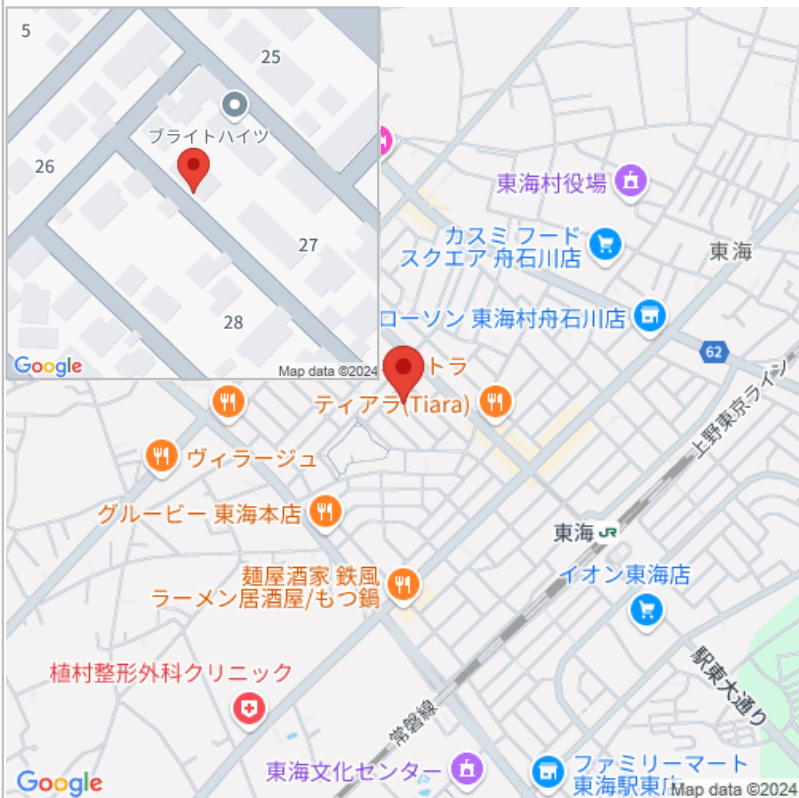 5
25
ブライトハイツ
26
27
28
Google
Map data ©2024
東海村役場
カスミ フード
スクエア 舟石川店
東海
ローソン 東海村舟石川店
62
トラ
ティアラ(Tiara)
上野東京ライン
ヴィラージュ
グルービー 東海本店
東海 JR
麺屋酒家 鉄風
ラーメン居酒屋/もつ鍋
イオン東海店
植村整形外科クリニック
駅東大通り
常磐線
東海文化センター
ファミリーマート
東海駅東店
Google
Map data ©2024